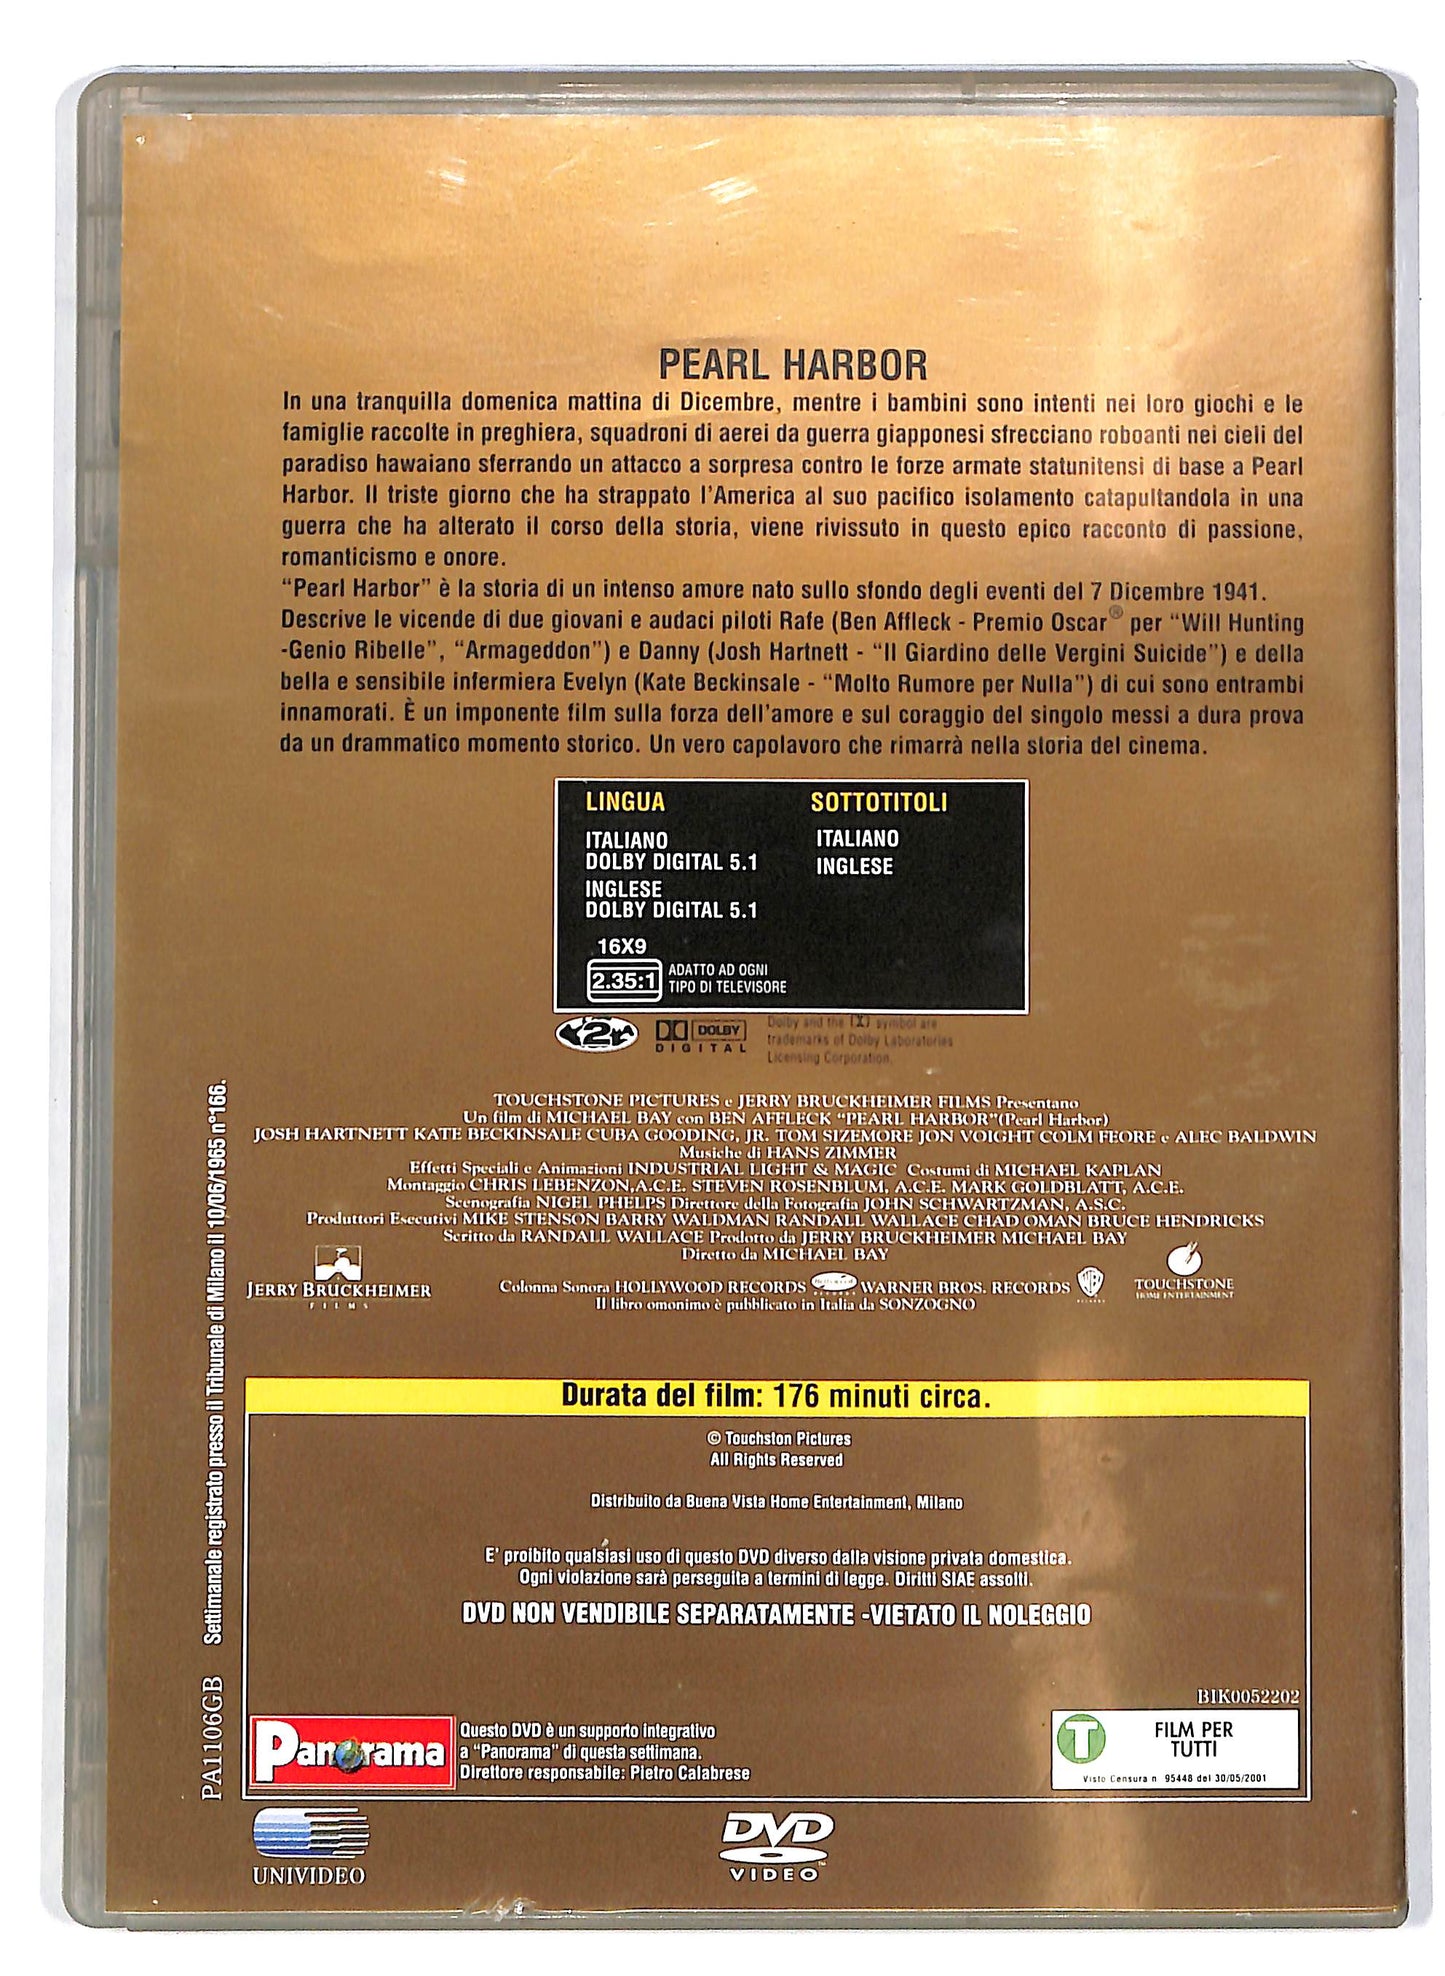 PEARL HARBOR
In una tranquilla domenica mattina di Dicembre, mentre i bambini sono intenti nei loro giochi e le
famiglie raccolte in preghiera, squadroni di aerei da guerra giapponesi sfrecciano roboanti nei cieli del
paradiso hawaiano sferrando un attacco a sorpresa contro le forze armate statunitensi di base a Pearl
Harbor. Il triste giorno che ha strappato l'America al suo pacifico isolamento catapultandola in una
guerra che ha alterato il corso della storia, viene rivissuto in questo epico racconto di passione,
romanticismo e onore.
“Pearl Harbor” è la storia di un intenso amore nato sullo sfondo degli eventi del 7 Dicembre 1941.
Descrive le vicende di due giovani e audaci piloti Rafe (Ben Affleck - Premio Oscar® per “Will Hunting
-Genio Ribelle”, “Armageddon”) e Danny (Josh Hartnett - “Il Giardino delle Vergini Suicide”) e della
bella e sensibile infermiera Evelyn (Kate Beckinsale - “Molto Rumore per Nulla”) di cui sono entrambi
innamorati. È un imponente film sulla forza dell'amore e sul coraggio del singolo messi a dura prova
da un drammatico momento storico. Un vero capolavoro che rimarrà nella storia del cinema.
LINGUA
ITALIANO
DOLBY DIGITAL 5.1
INGLESE
DOLBY DIGITAL 5.1
SOTTOTITOLI
ITALIANO
INGLESE
16X9
2.35:1
ADATTO AD OGNI
TIPO DI TELEVISORE
2
DOLBY
DIGITAL
Dolby and the symbol are
trademarks of Dolby Laboratories
Licensing Corporation.
TOUCHSTONE PICTURES e JERRY BRUCKHEIMER FILMS Presentano
Un film di MICHAEL BAY con BEN AFFLECK “PEARL HARBOR”(Pearl Harbor)
JOSH HARTNETT KATE BECKINSALE CUBA GOODING, JR. TOM SIZEMORE JON VOIGHT COLM FEORE e ALEC BALDWIN
Musiche di HANS ZIMMER
Effetti Speciali e Animazioni INDUSTRIAL LIGHT & MAGIC Costumi di MICHAEL KAPLAN
Montaggio CHRIS LEBENZON,A.C.E. STEVEN ROSENBLUM, A.C.E. MARK GOLDBLATT, A.C.E.
Scenografia NIGEL PHELPS Direttore della Fotografia JOHN SCHWARTZMAN, A.S.C.
Produttori Esecutivi MIKE STENSON BARRY WALDMAN RANDALL WALLACE CHAD OMAN BRUCE HENDRICKS
Scritto da RANDALL WALLACE Prodotto da JERRY BRUCKHEIMER MICHAEL BAY
Diretto da MICHAEL BAY
JERRY BRUCKHEIMER
FILMS
Colonna Sonora HOLLYWOOD RECORDS WARNER BROS. RECORDS
Il libro omonimo è pubblicato in Italia da SONZOGNO
WB
TOUCHSTONE
HOME ENTERTAINMENT
Durata del film: 176 minuti circa.
© Touchston Pictures
All Rights Reserved
Distribuito da Buena Vista Home Entertainment, Milano
E' proibito qualsiasi uso di questo DVD diverso dalla visione privata domestica.
Ogni violazione sarà perseguita a termini di legge. Diritti SIAE assolti.
DVD NON VENDIBILE SEPARATAMENTE -VIETATO IL NOLEGGIO
BIK0052202
Panorama
Questo DVD è un supporto integrativo
a “Panorama” di questa settimana.
Direttore responsabile: Pietro Calabrese
T
FILM PER
TUTTI
Visto Censura n. 95448 del 30/05/2001
UNIVIDEO
DVD
VIDEO™
PA1106GB Settimanale registrato presso il Tribunale di Milano il 10/06/1965 n°166.